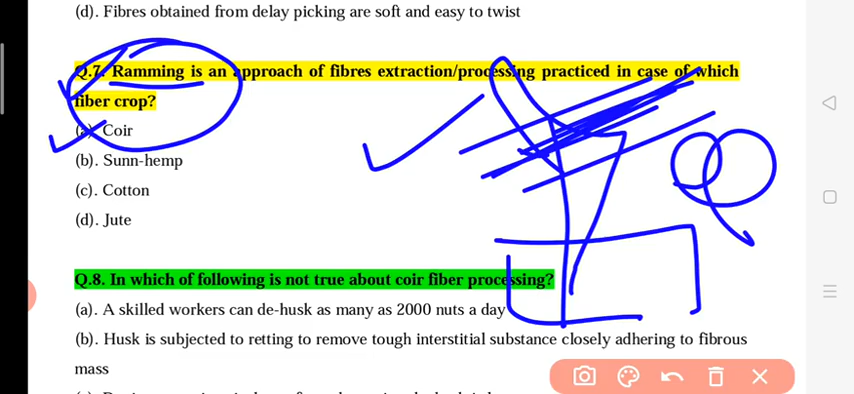 (d). Fibres obtained from delay picking are soft and easy to twist
Q.7. Ramming is an approach of fibres extraction/processing practiced in case of which
fiber crop?
(a). Coir
(b). Sunn-hemp
(c). Cotton
(d). Jute
Q.8. In which of following is not true about coir fiber processing?
(a). A skilled workers can de-husk as many as 2000 nuts a day
(b). Husk is subjected to retting to remove tough interstitial substance closely adhering to fibrous
mass